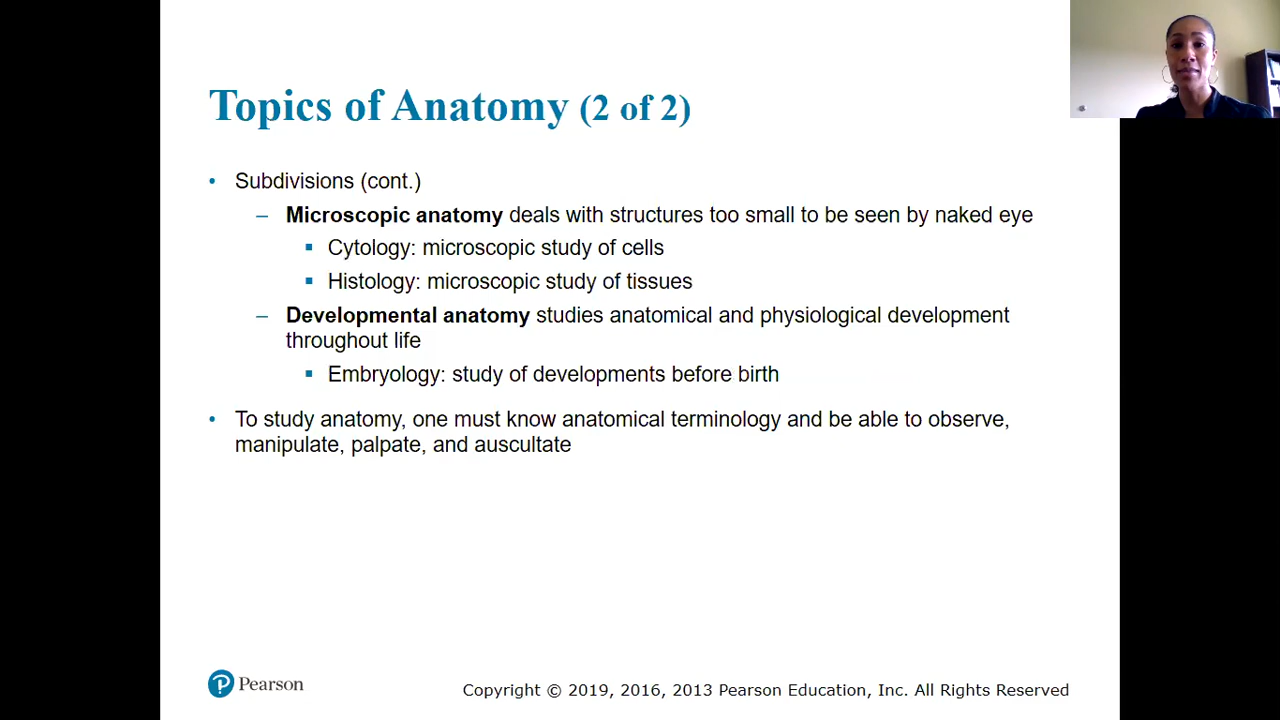 Topics of Anatomy (2 of 2)
• Subdivisions (cont.)
– Microscopic anatomy deals with structures too small to be seen by naked eye
▪ Cytology: microscopic study of cells
▪ Histology: microscopic study of tissues
– Developmental anatomy studies anatomical and physiological development
throughout life
▪ Embryology: study of developments before birth
• To study anatomy, one must know anatomical terminology and be able to observe,
manipulate, palpate, and auscultate
P Pearson
Copyright © 2019, 2016, 2013 Pearson Education, Inc. All Rights Reserved